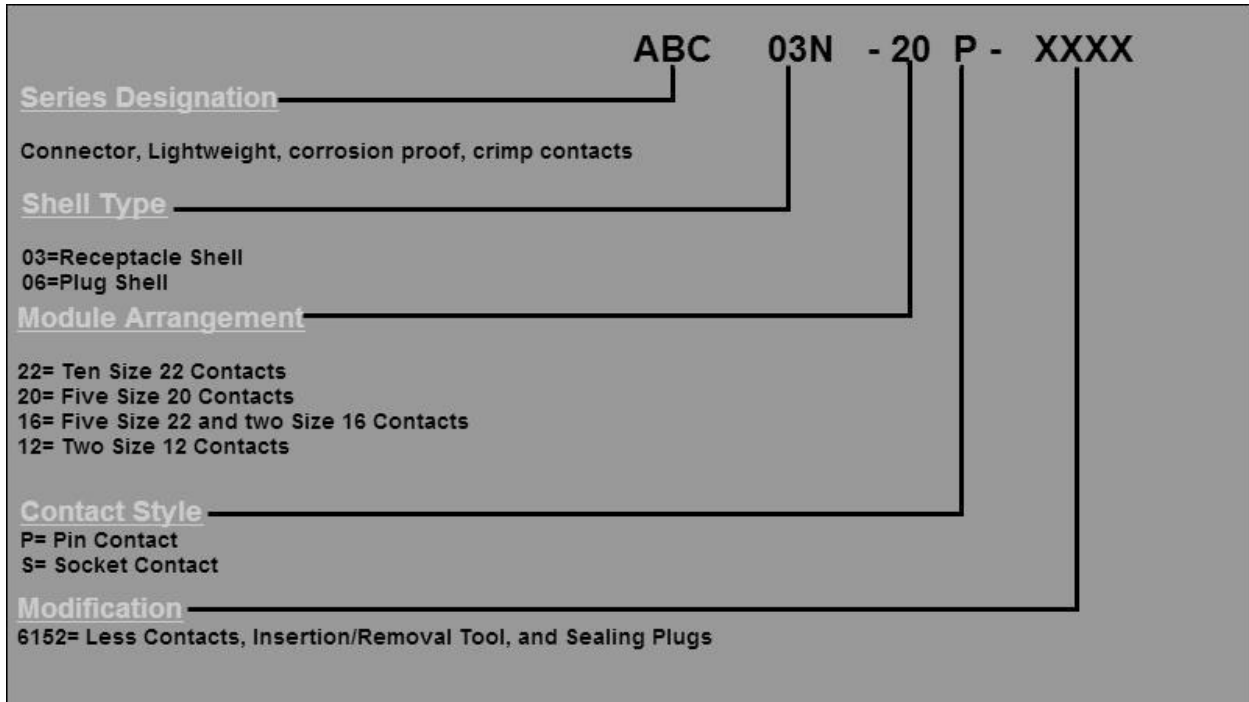 ABC 03N - 20 P - XXXX
Series Designation
Connector, Lightweight, corrosion proof, crimp contacts
Shell Type
03=Receptacle Shell
06=Plug Shell
Module Arrangement
22= Ten Size 22 Contacts
20= Five Size 20 Contacts
16= Five Size 22 and two Size 16 Contacts
12= Two Size 12 Contacts
Contact Style
P= Pin Contact
S= Socket Contact
Modification
6152= Less Contacts, Insertion/Removal Tool, and Sealing Plugs